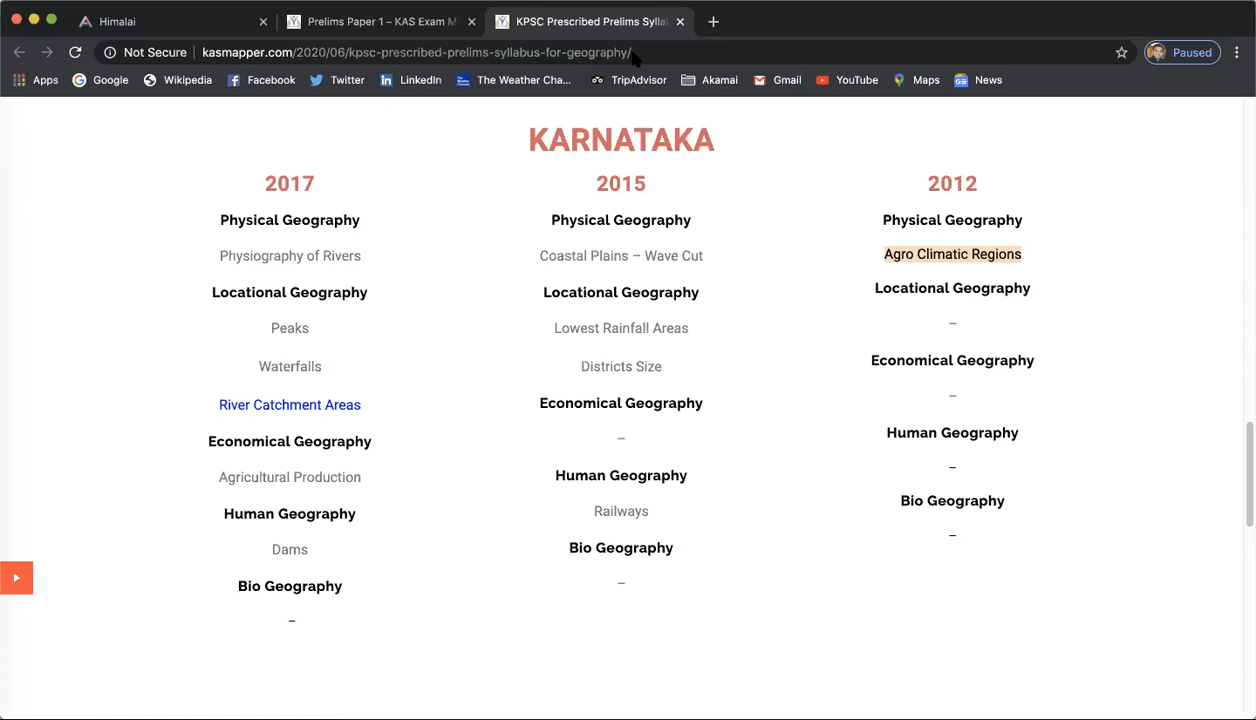 Himalai
Prelims Paper 1 – KAS Exam M
KPSC Prescribed Prelims Sylla
Not Secure
kasmapper.com/2020/06/kpsc-prescribed-prelims-syllabus-for-geography/
Paused
Apps
Google
Wikipedia
Facebook
Twitter
LinkedIn
The Weather Cha...
TripAdvisor
Akamai
Gmail
YouTube
Maps
News
KARNATAKA
2017
Physical Geography
Physiography of Rivers
Locational Geography
Peaks
Waterfalls
River Catchment Areas
Economical Geography
Agricultural Production
Human Geography
Dams
Bio Geography
–
2015
Physical Geography
Coastal Plains – Wave Cut
Locational Geography
Lowest Rainfall Areas
Districts Size
Economical Geography
–
Human Geography
Railways
Bio Geography
–
2012
Physical Geography
Agro Climatic Regions
Locational Geography
–
Economical Geography
–
Human Geography
–
Bio Geography
–